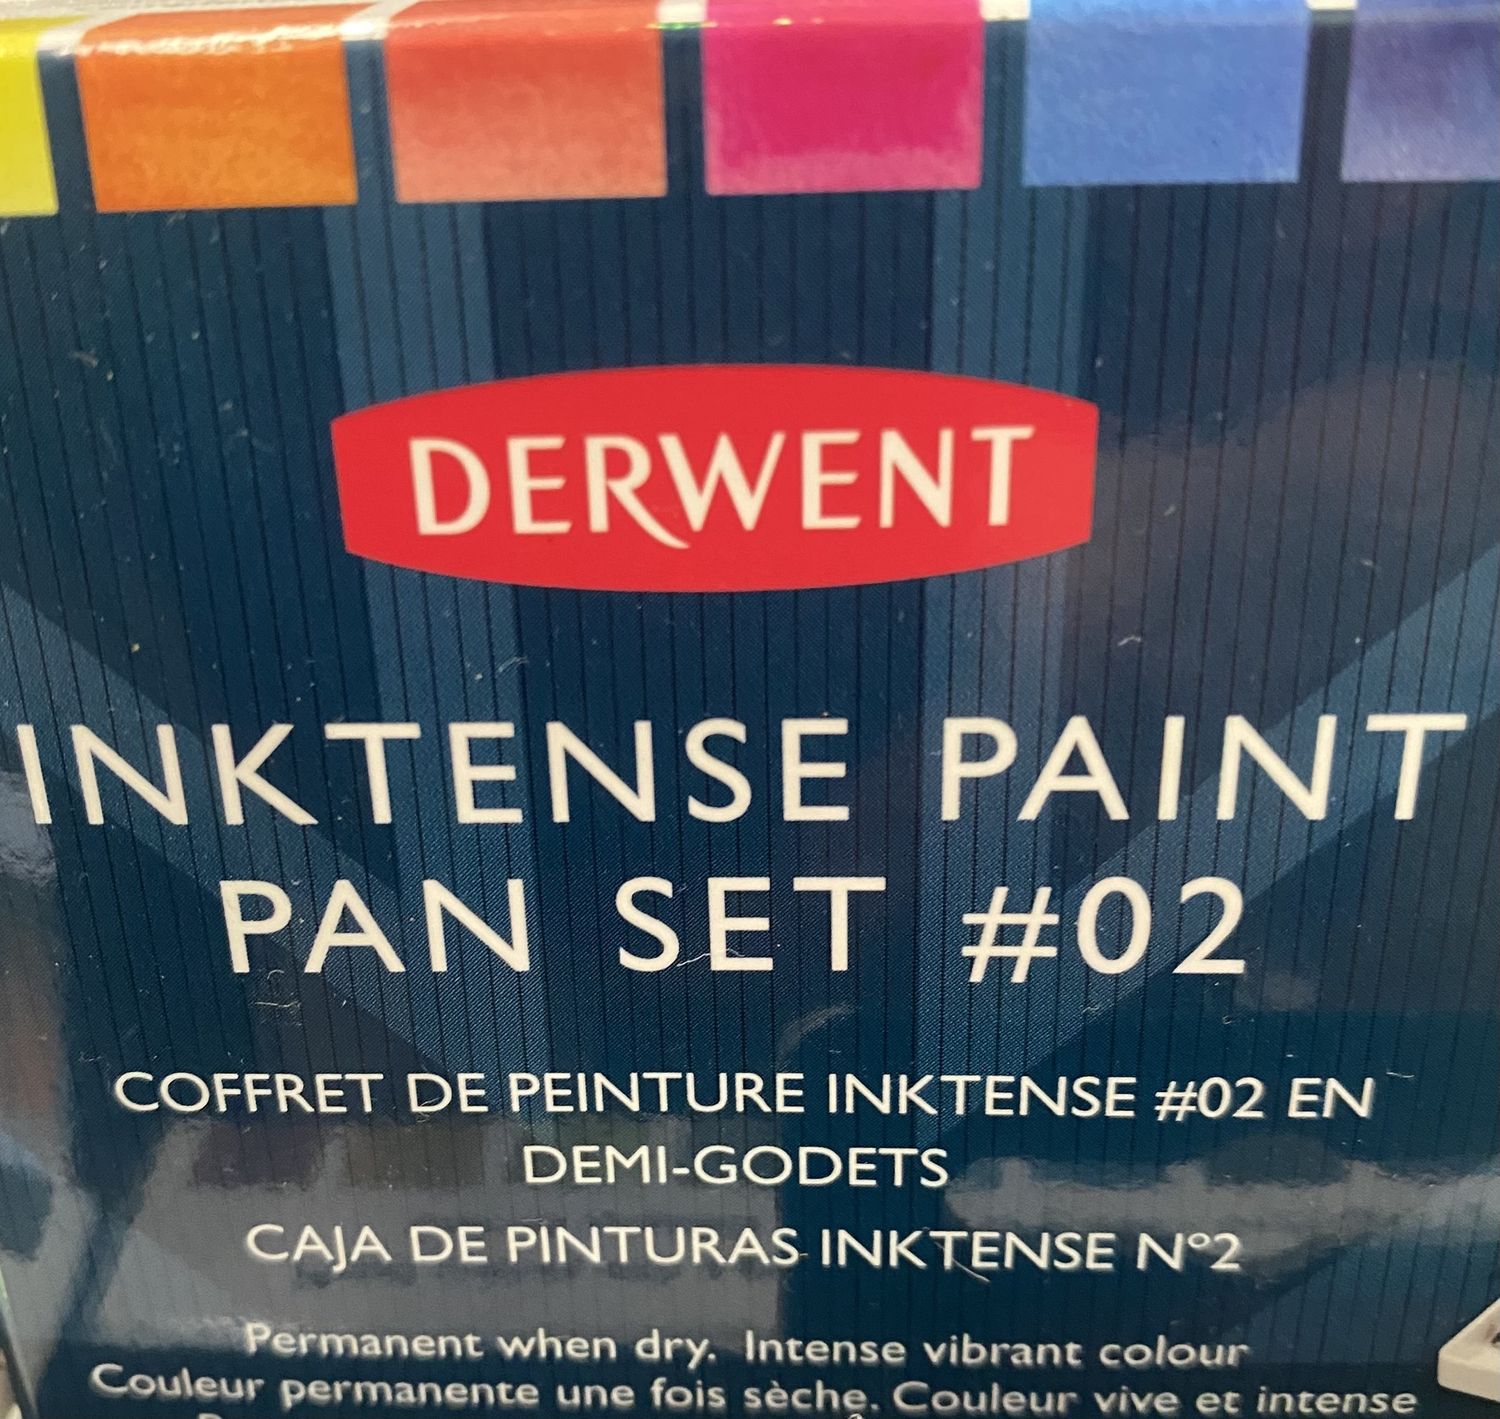 DERWENT
INKTENSE PAINT
PAN SET #02
COFFRET DE PEINTURE INKTENSE #02 EN
DEMI-GODETS
CAJA DE PINTURAS INKTENSE Nº2
Permanent when dry. Intense vibrant colour
Couleur permanente une fois sèche. Couleur vive et intense